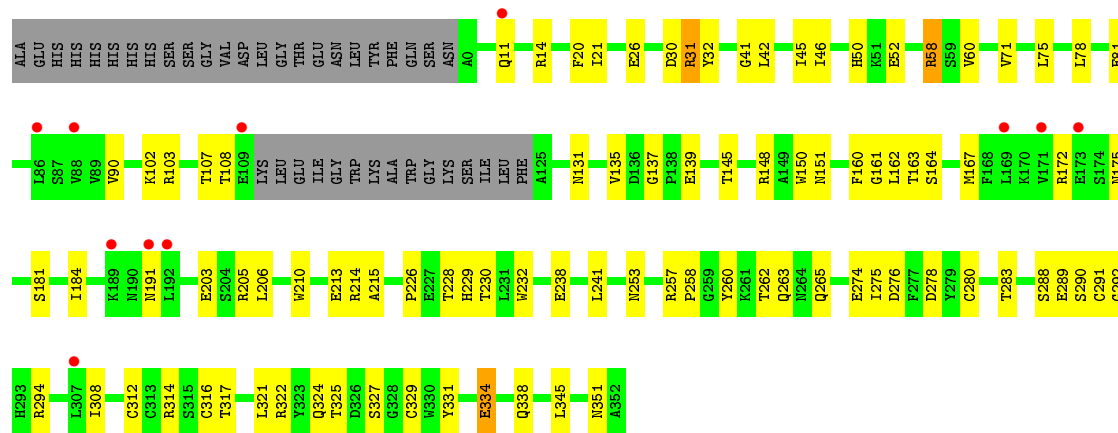 ALA GLU HIS HIS HIS HIS HIS HIS SER SER GLY VAL ASP LEU GLY THR GLU ASN LEU TYR PHE GLN SER ASN A0 Q11 R14 F20 I21 E26 D30 R31 Y32 G41 L42 I45 I46 H50 K51 E52 R58 S59 V60 V71 L75 L78
L86 S87 V88 V89 V90 K102 R103 T107 T108 E109 LYS LEU GLU ILE GLY TRP LYS ALA THR GLY LYS SER ILE LEU PHE A125 N131 V135 D136 G137 P138 E139 T145 R148 A149 W150 N151 F160 G161 L162 T163 S164 M167 F168 L169 K170 V171 R172 E173 S174 N175
S181 I184 K189 N190 N191 L192 E203 S204 R205 L206 W210 E213 R214 A215 P226 E227 T228 H229 T230 L231 W232 E238 L241 N253 R257 P258 G259 Y260 K261 T262 Q263 N264 Q265 E274 I275 D276 F277 D278 Y279 C280 T283 S288 E289 S290 C291
H293 R294 L307 I308 C312 C313 R314 S315 C316 T317 L321 R322 Y323 Q324 T325 D326 S327 G328 C329 W330 Y331 E334 Q338 L345 N351 A352